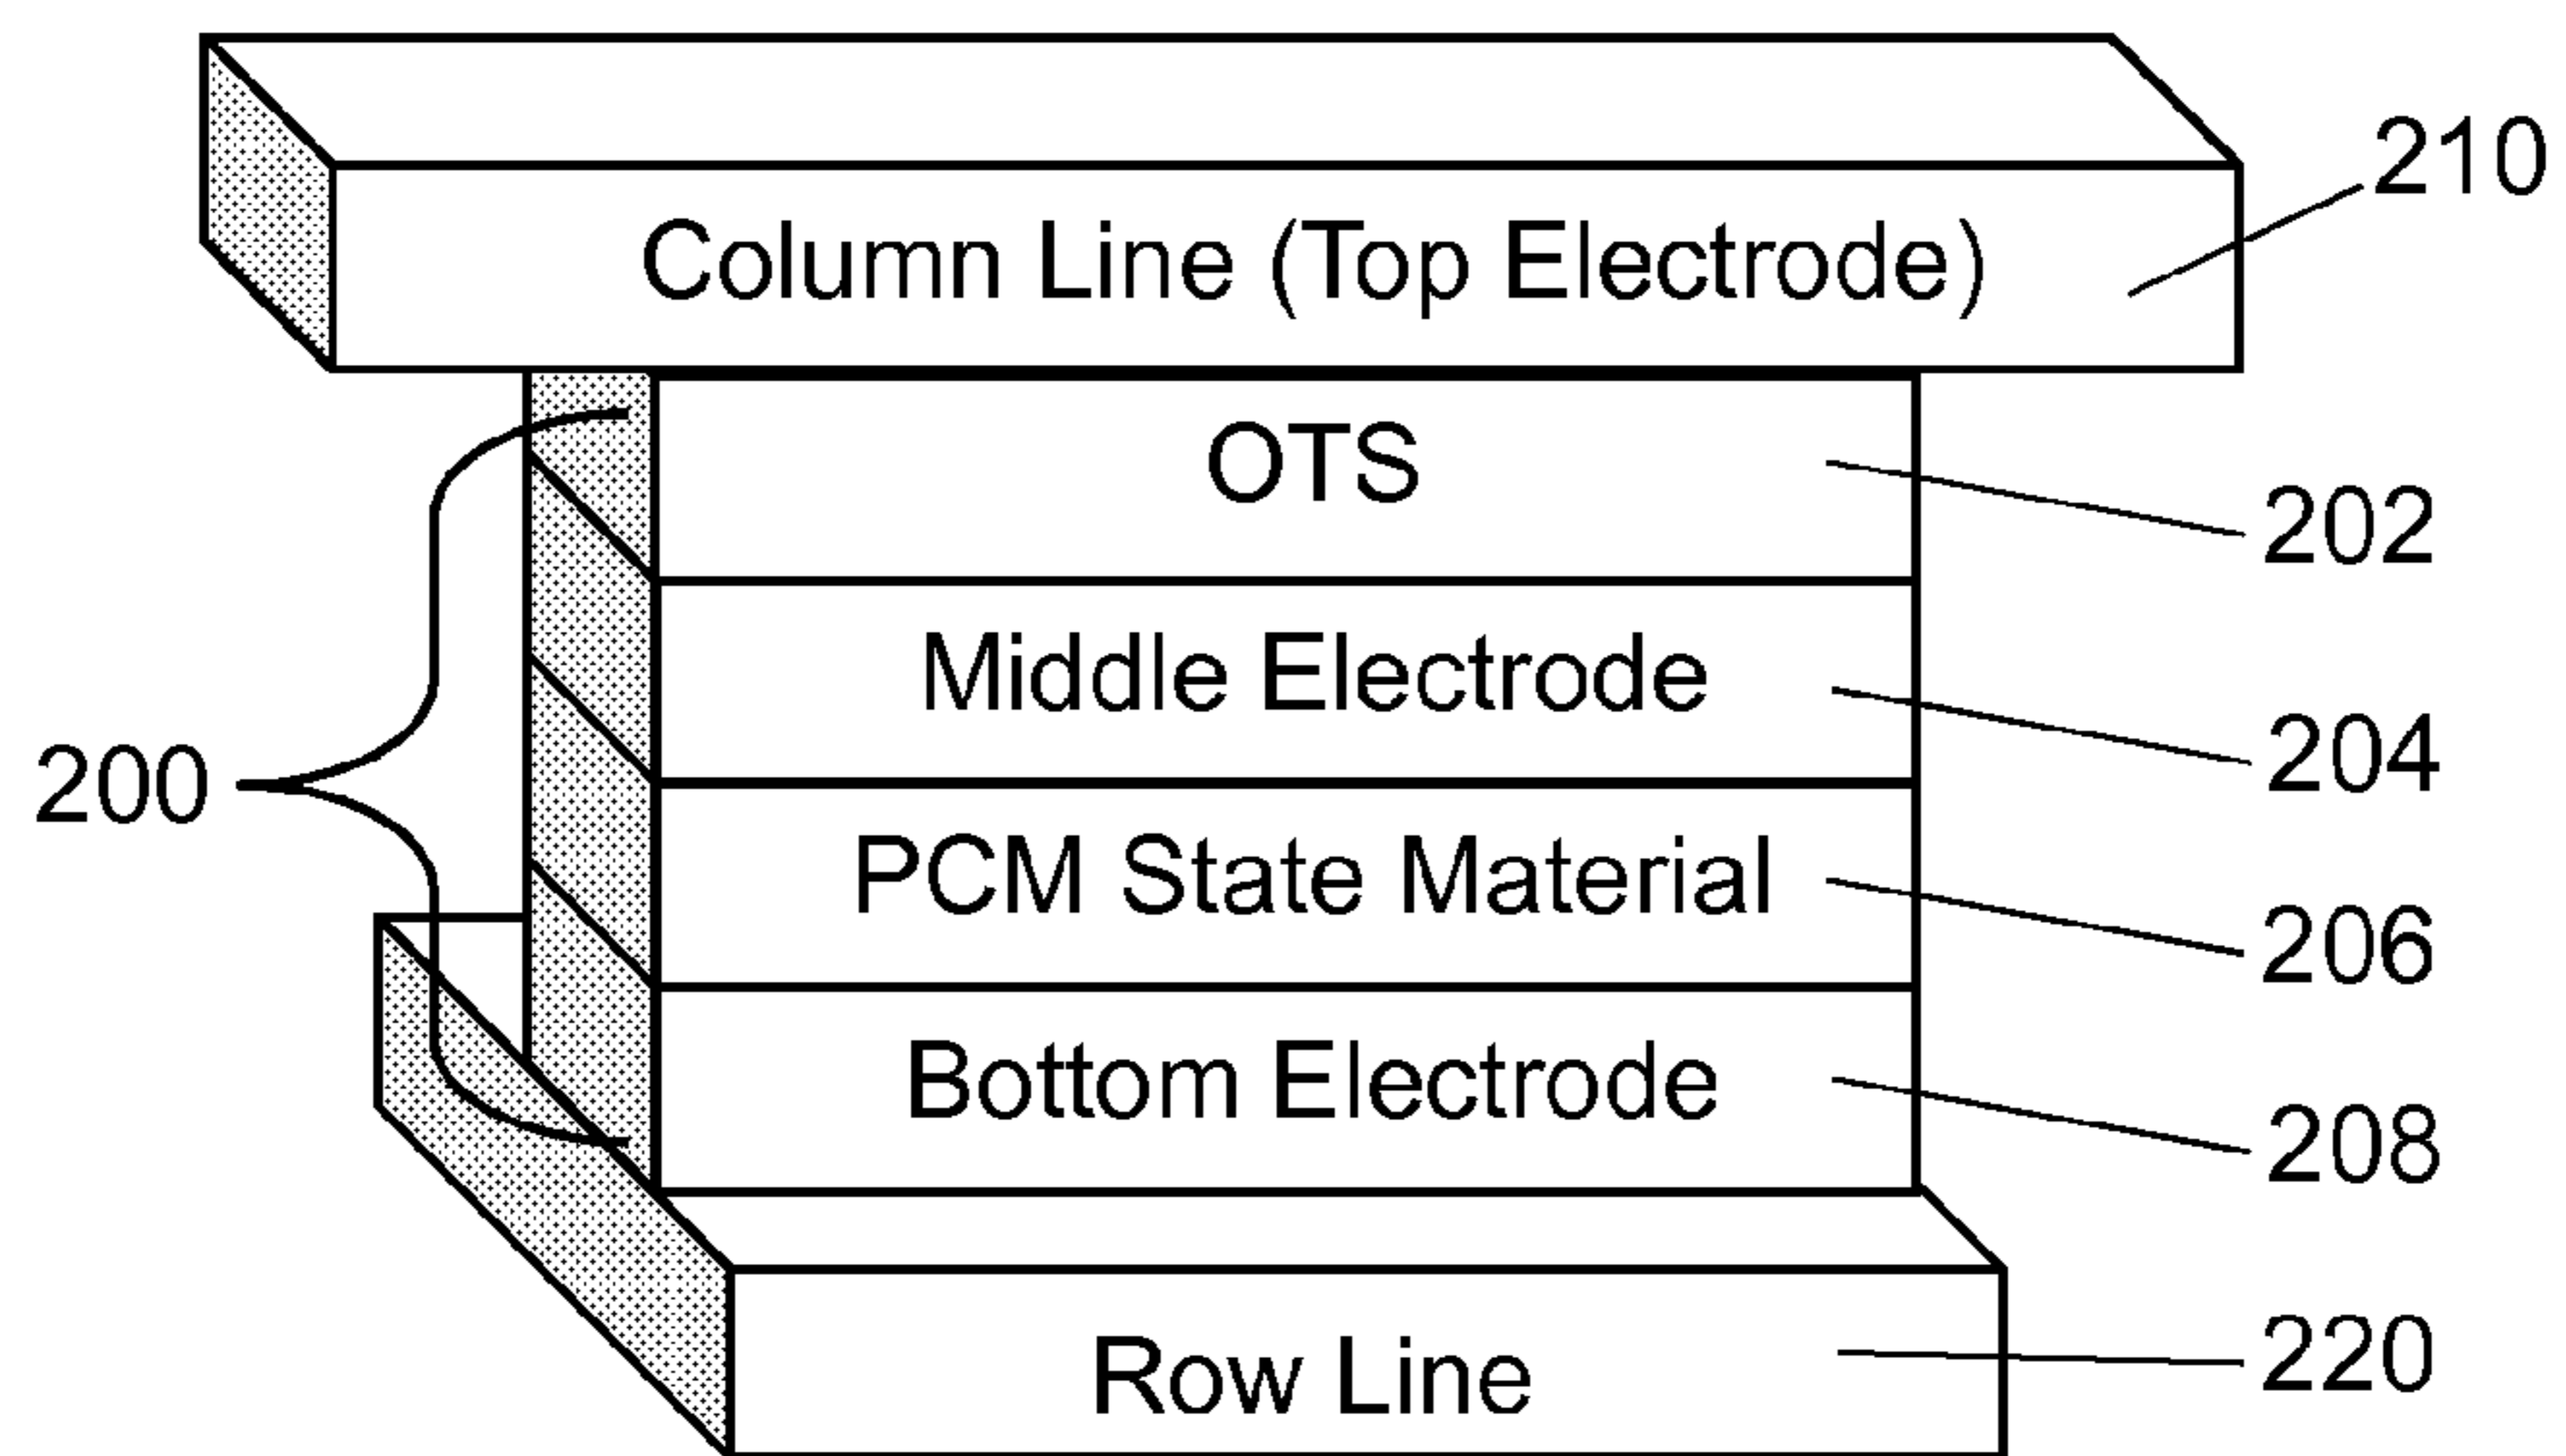 210
Column Line (Top Electrode)
OTS
202
Middle Electrode
204
200
PCM State Material
206
Bottom Electrode
208
Row Line
220